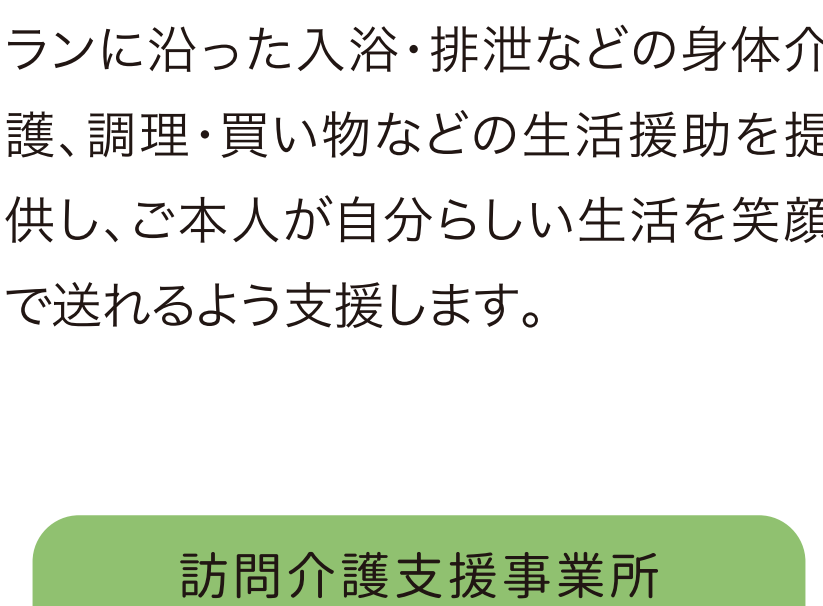 ランに沿った入浴・排泄などの身体介
護、調理・買い物などの生活援助を提
供し、ご本人が自分らしい生活を笑顔
で送れるよう支援します。
訪問介護支援事業所